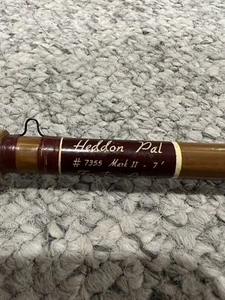 Heddon Pal
# 7355 Mark II - 7'